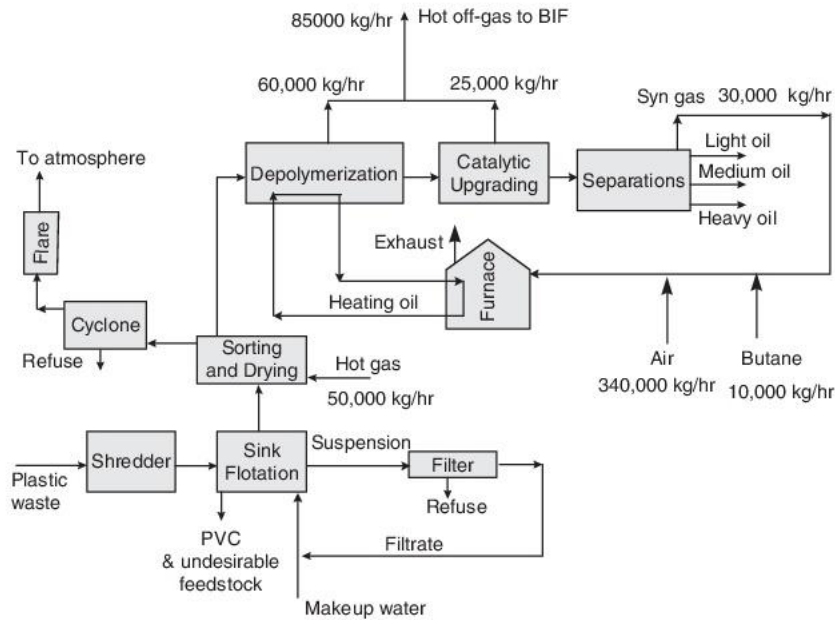 85000 kg/hr
Hot off-gas to BIF
60,000 kg/hr
25,000 kg/hr
Syn gas
30,000 kg/hr
To atmosphere
Depolymerization
Catalytic
Upgrading
Separations
Light oil
Medium oil
Heavy oil
Flare
Exhaust
Furnace
Heating oil
Cyclone
Refuse
Sorting
and Drying
Hot gas
50,000 kg/hr
Air
340,000 kg/hr
Butane
10,000 kg/hr
Plastic
waste
Shredder
Sink
Flotation
Suspension
Filter
Refuse
PVC
& undesirable
feedstock
Filtrate
Makeup water